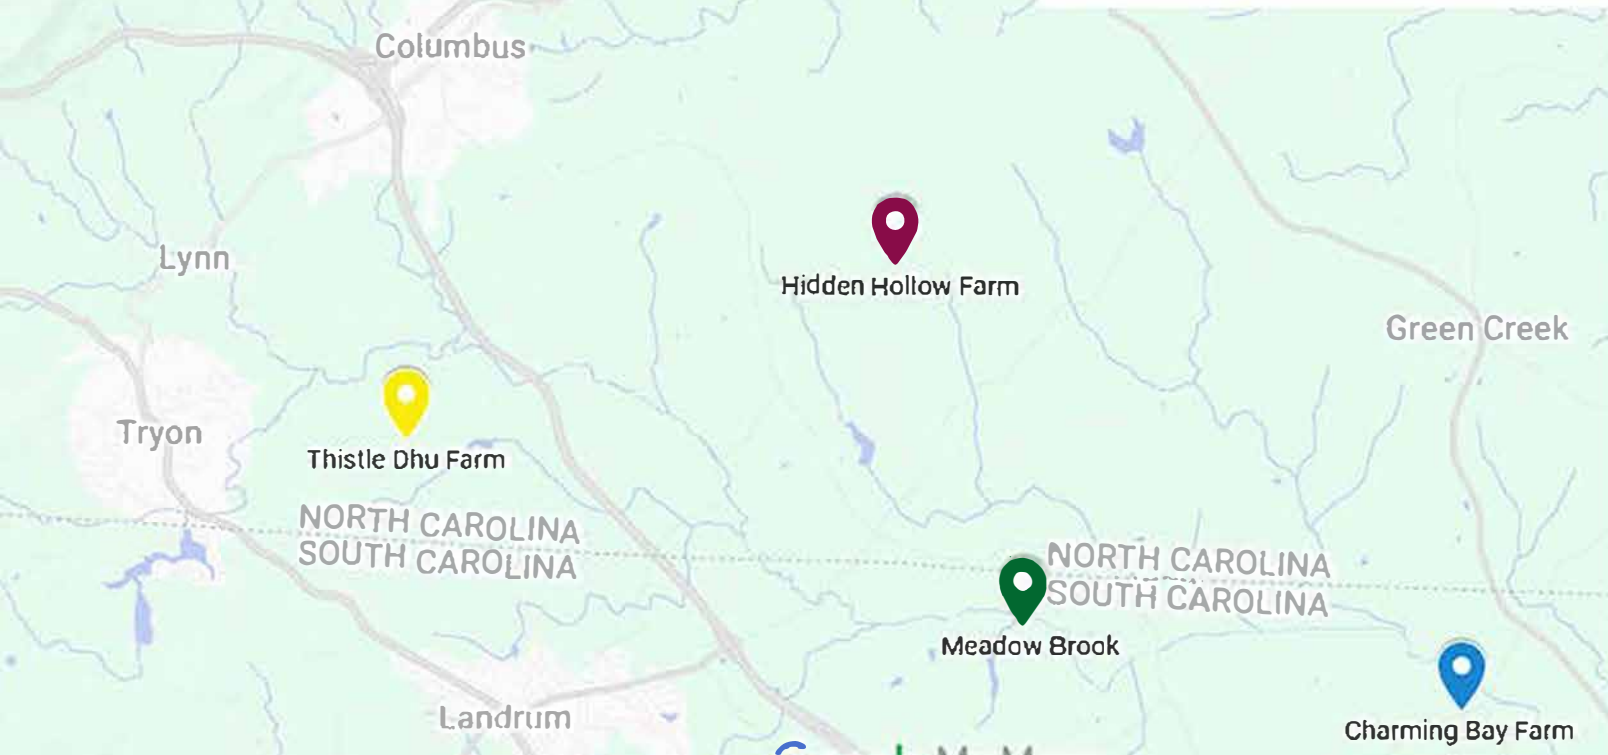 Columbus
Lynn
Hidden Hollow Farm
Green Creek
Tryon
Thistle Dhu Farm
NORTH CAROLINA
SOUTH CAROLINA
NORTH CAROLINA
SOUTH CAROLINA
Meadow Brook
Landrum
Charming Bay Farm